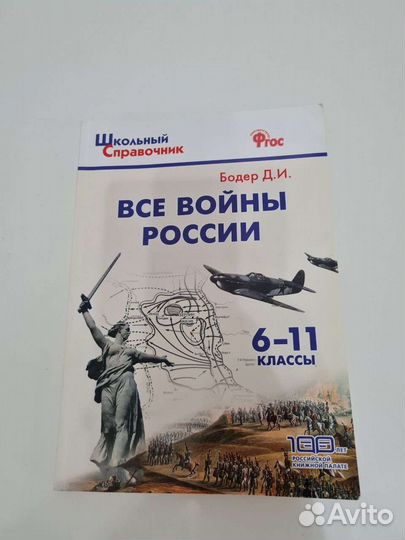 Школьный
Справочник
ФГОС
Бодер Д.И.
ВСЕ ВОЙНЫ
РОССИИ
6–11
КЛАССЫ
100 ЛЕТ
РОССИЙСКОЙ
КНИЖНОЙ ПАЛАТЕ
Avito